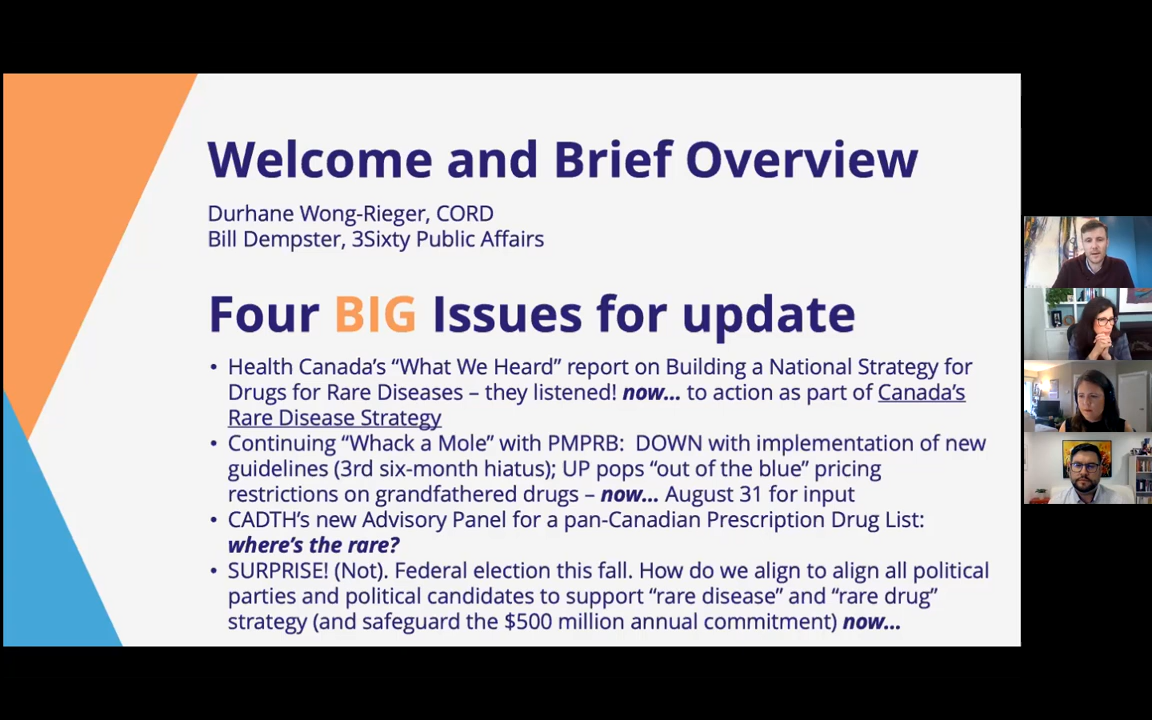 Welcome and Brief Overview
Durhane Wong-Rieger, CORD
Bill Dempster, 3Sixty Public Affairs
Four BIG Issues for update
• Health Canada's “What We Heard” report on Building a National Strategy for
Drugs for Rare Diseases – they listened! now... to action as part of Canada's
Rare Disease Strategy
• Continuing “Whack a Mole” with PMPRB: DOWN with implementation of new
guidelines (3rd six-month hiatus); UP pops “out of the blue” pricing
restrictions on grandfathered drugs – now... August 31 for input
• CADTH's new Advisory Panel for a pan-Canadian Prescription Drug List:
where's the rare?
• SURPRISE! (Not). Federal election this fall. How do we align to align all political
parties and political candidates to support “rare disease” and “rare drug”
strategy (and safeguard the $500 million annual commitment) now...